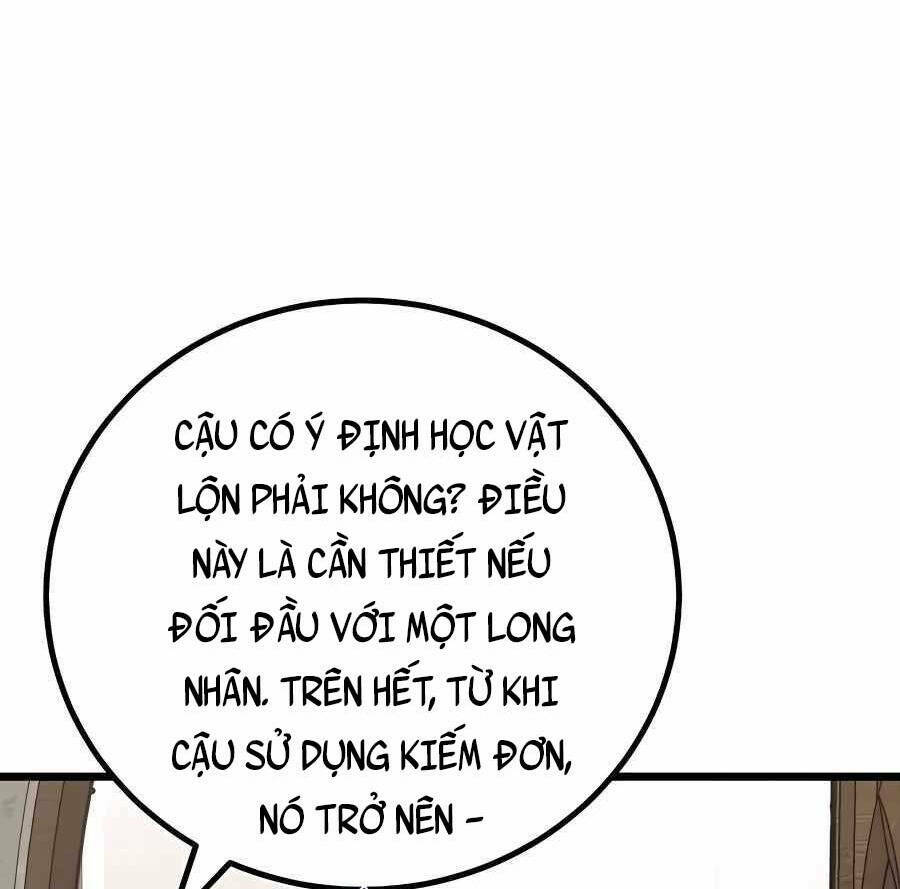 CẬU CÓ Ý ĐỊNH HỌC VẬT
LỘN PHẢI KHÔNG? ĐIỀU
NÀY LÀ CẦN THIẾT NẾU
ĐỐI ĐẦU VỚI MỘT LONG
NHÂN. TRÊN HẾT, TỪ KHI
CẬU SỬ DỤNG KIẾM ĐƠN,
NÓ TRỞ NÊN -